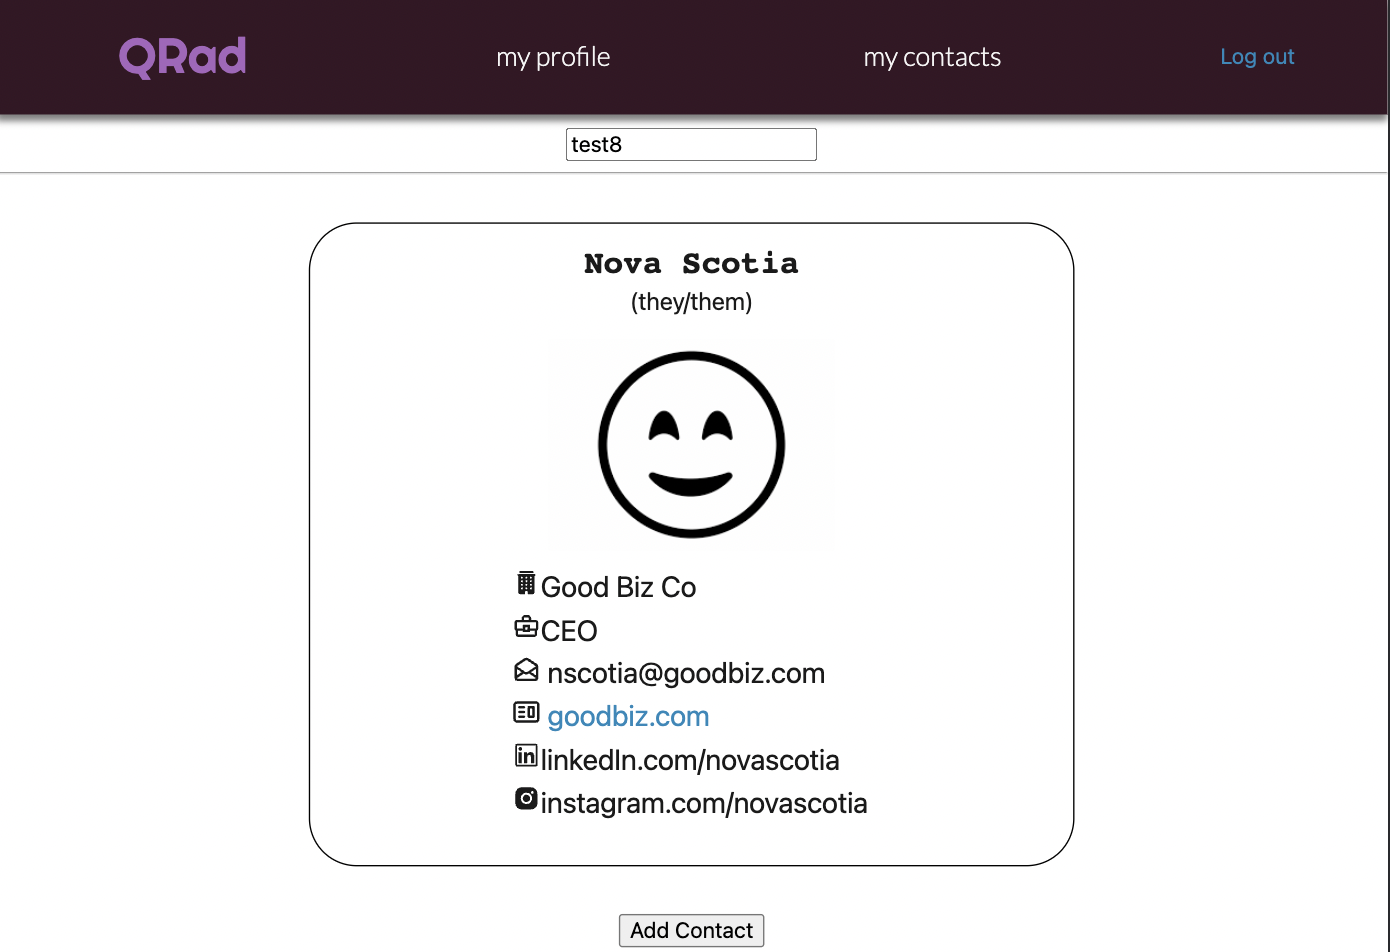 QRad
my profile
my contacts
Log out
test8
Nova Scotia
(they/them)
Good Biz Co
CEO
nscotia@goodbiz.com
goodbiz.com
linkedIn.com/novascotia
instagram.com/novascotia
Add Contact